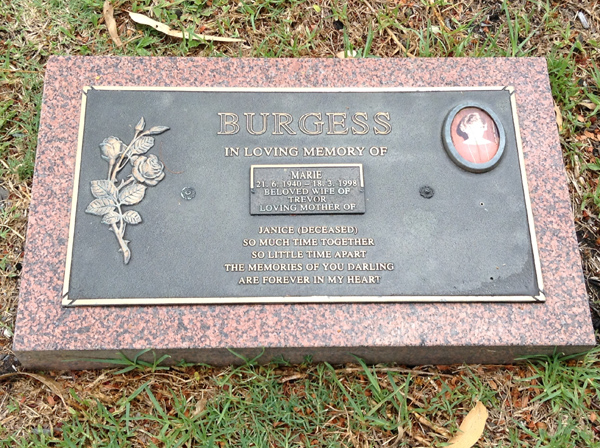 BURGESS
IN LOVING MEMORY OF
MARIE
21. 6. 1940 – 18. 3. 1998
BELOVED WIFE OF
TREVOR
LOVING MOTHER OF
JANICE (DECEASED)
SO MUCH TIME TOGETHER
SO LITTLE TIME APART
THE MEMORIES OF YOU DARLING
ARE FOREVER IN MY HEART